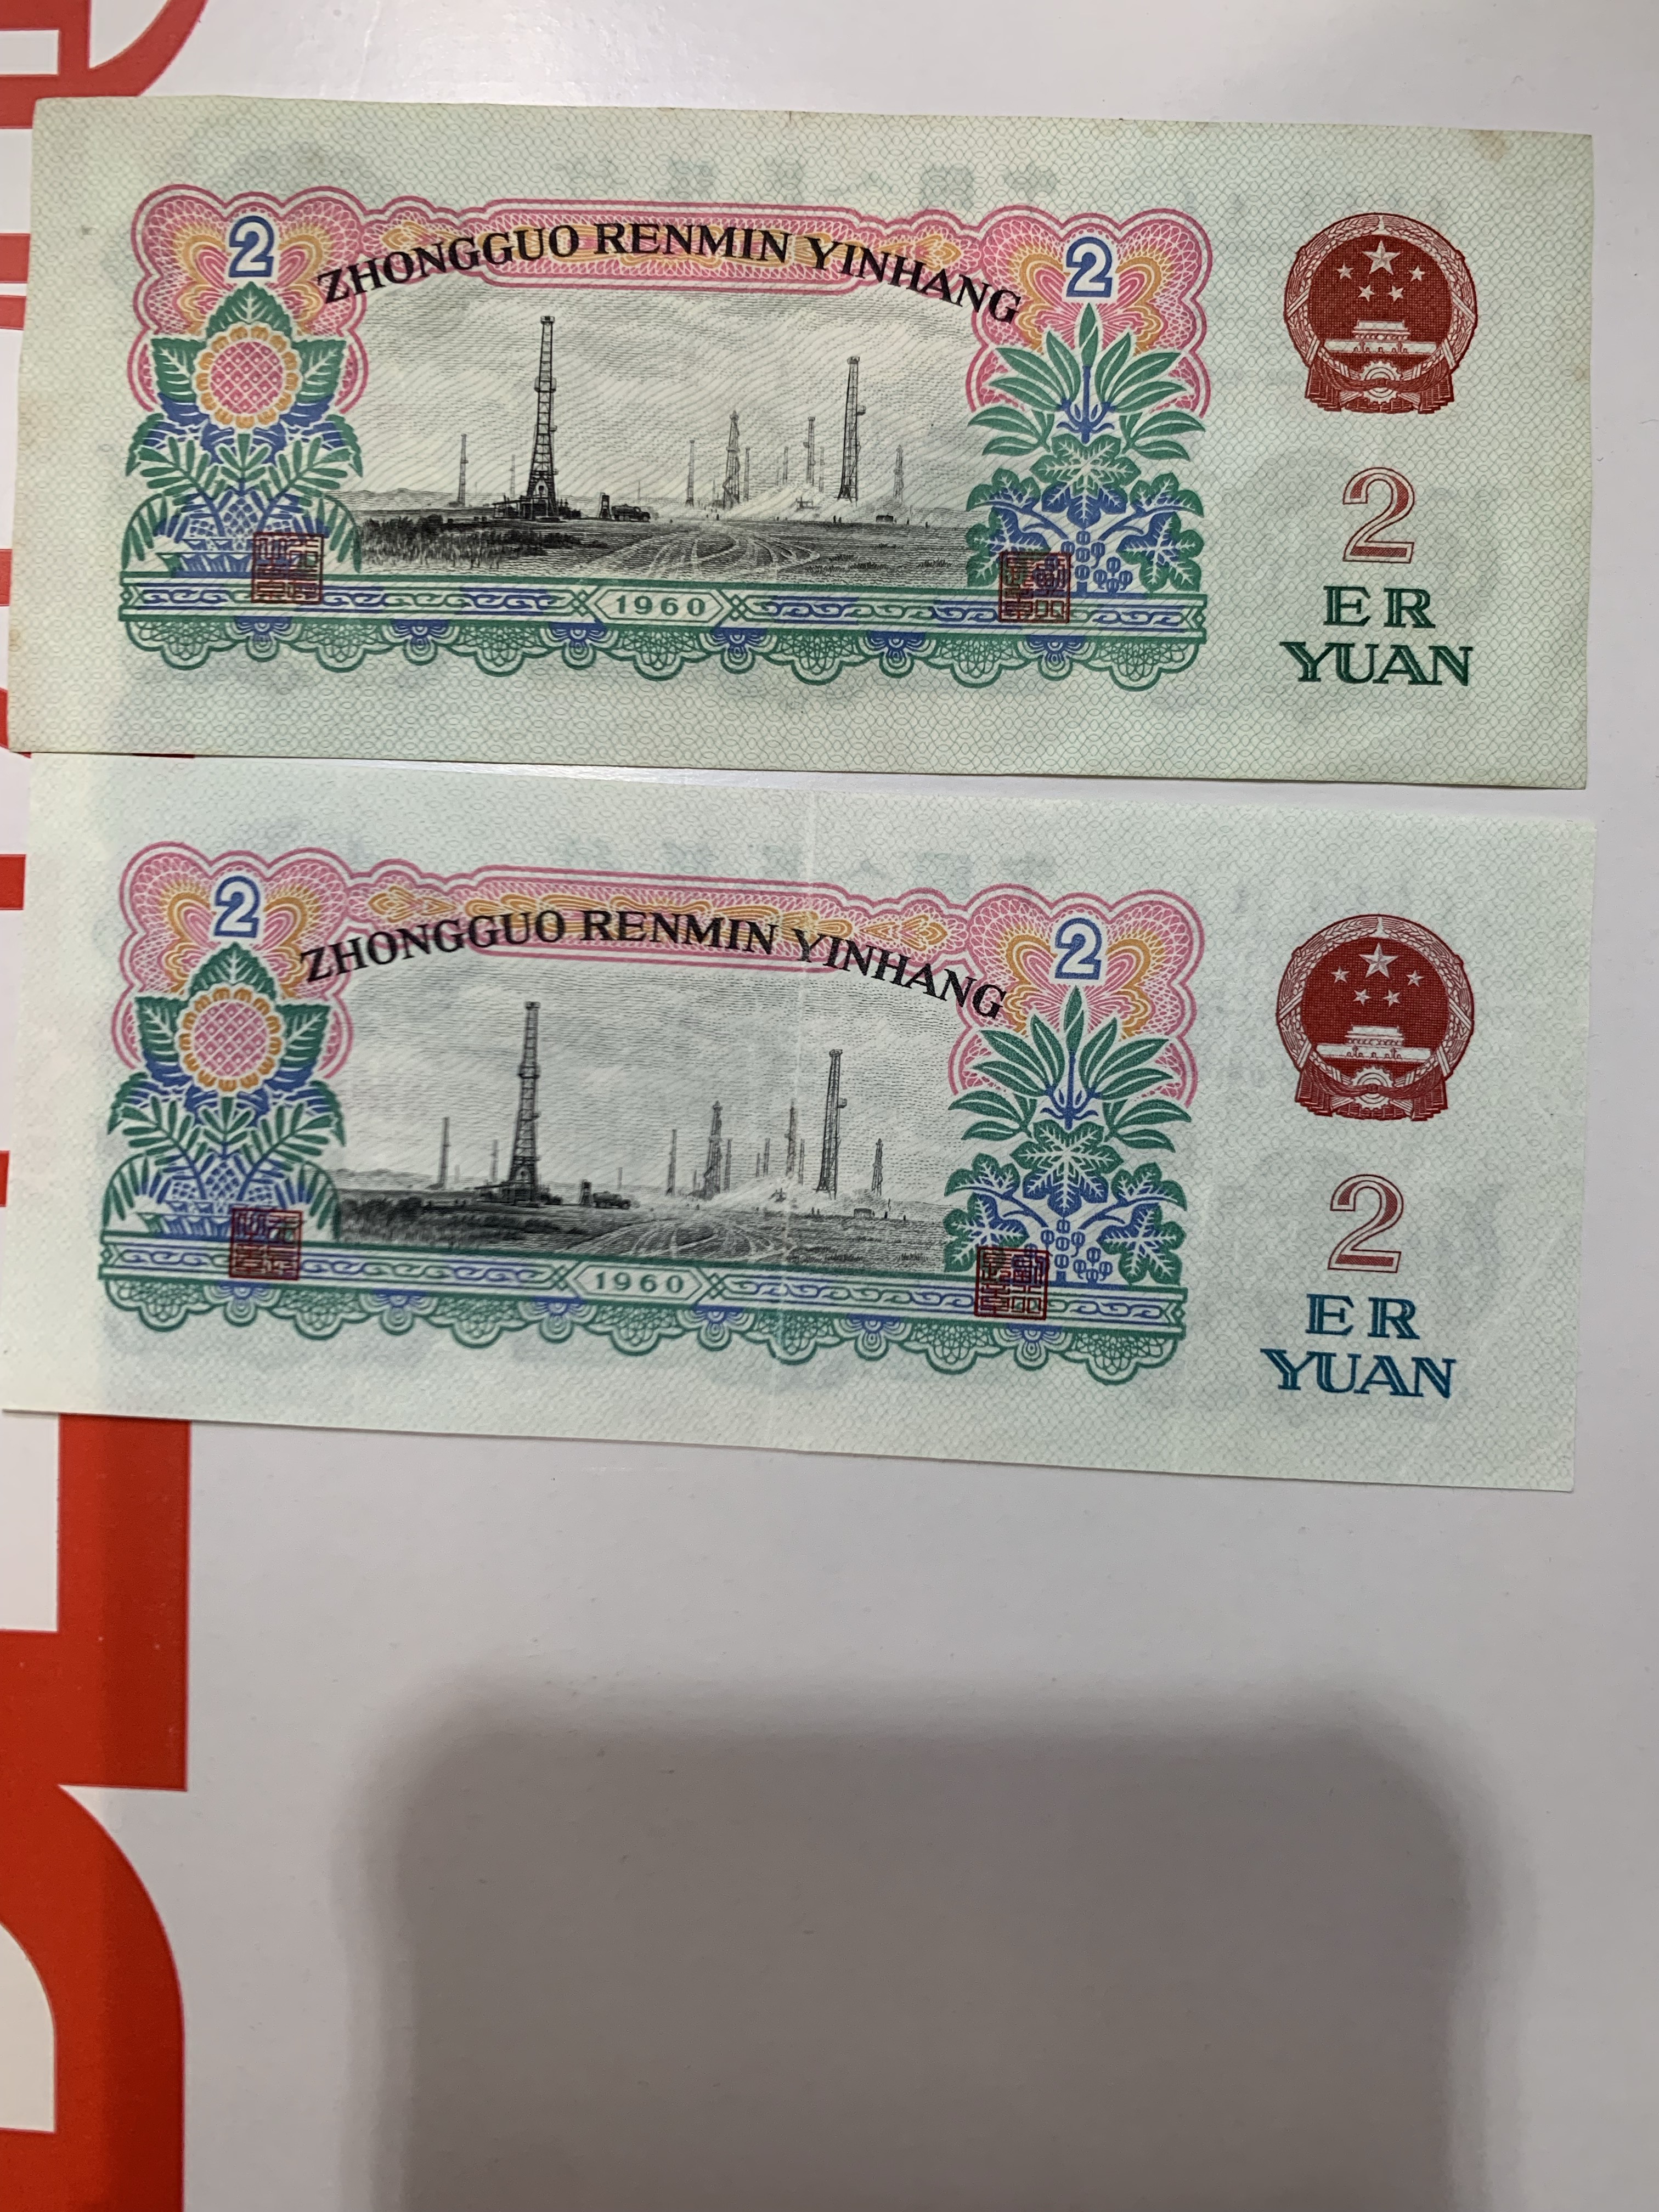 2
2
ZHONGGUO RENMIN YINHANG
1960
2
ER
YUAN
2
2
ZHONGGUO RENMIN YINHANG
1960
2
ER
YUAN